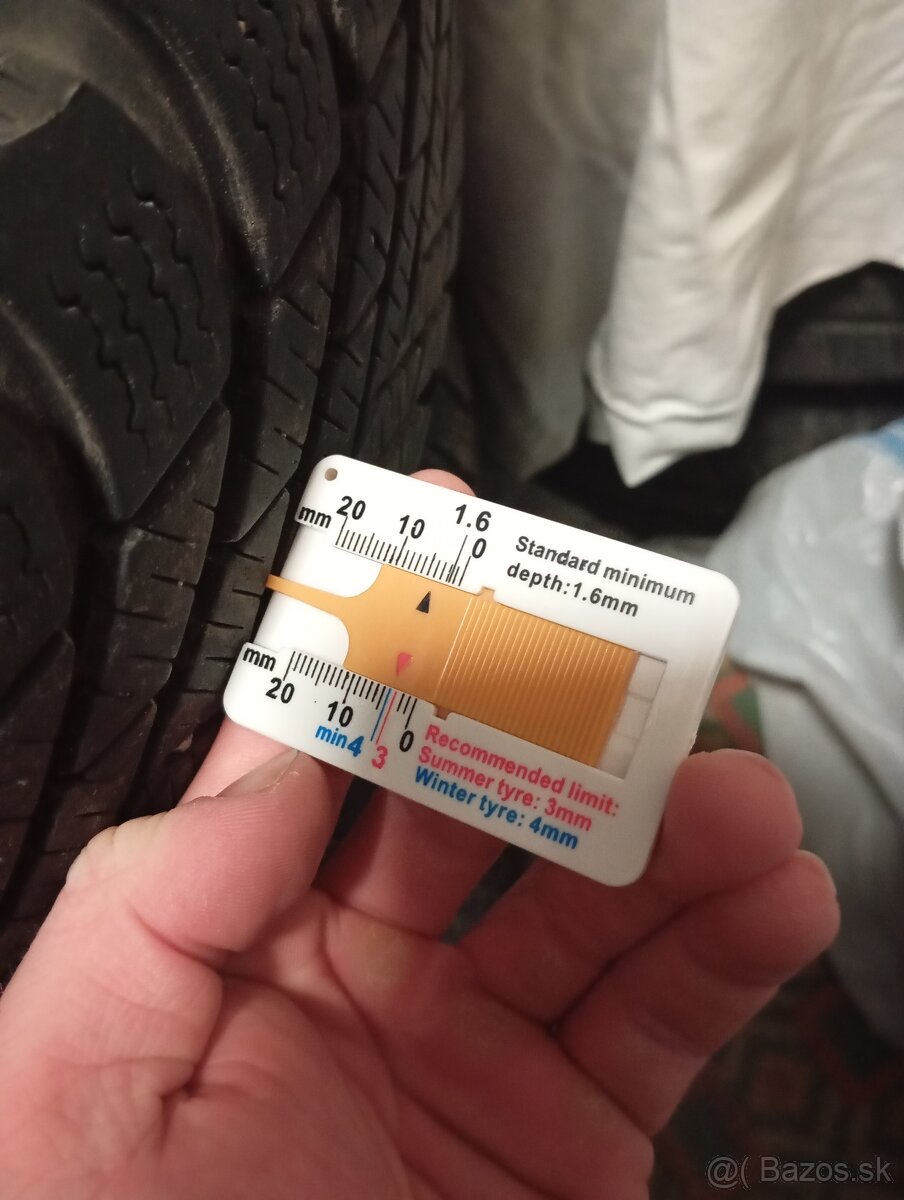 mm 20 10 1.6
0
Standard minimum
depth:1.6mm
mm
20 10 0
min4 3
Recommended limit:
Summer tyre: 3mm
Winter tyre: 4mm
@( Bazos.sk